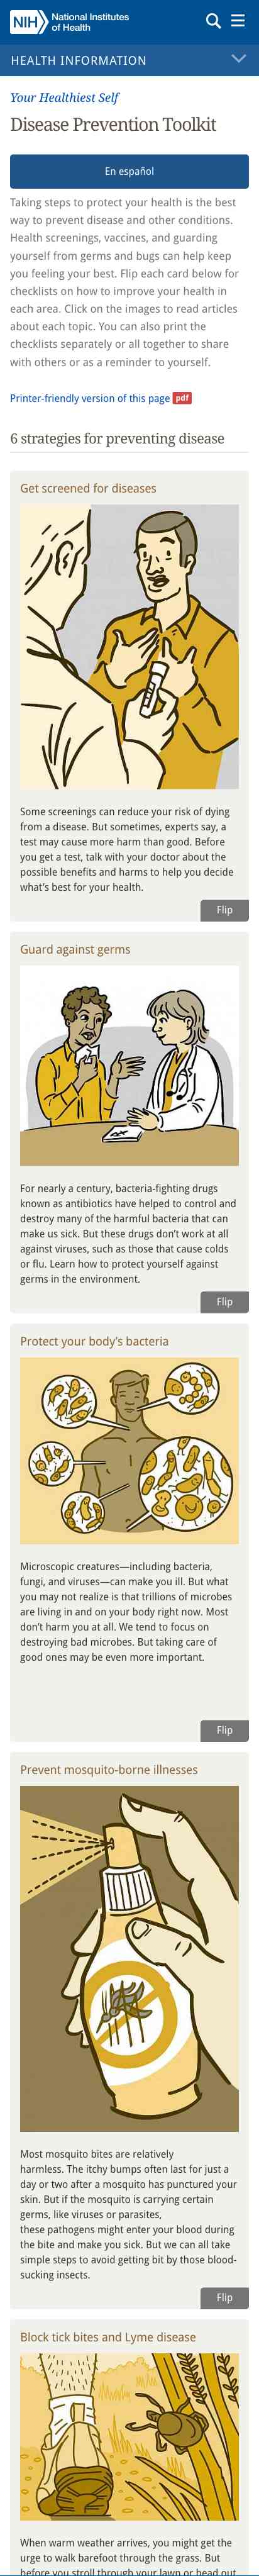 NIH National Institutes
of Health
HEALTH INFORMATION
Your Healthiest Self
Disease Prevention Toolkit
En español
Taking steps to protect your health is the best
way to prevent disease and other conditions.
Health screenings, vaccines, and guarding
yourself from germs and bugs can help keep
you feeling your best. Flip each card below for
checklists on how to improve your health in
each area. Click on the images to read articles
about each topic. You can also print the
checklists separately or all together to share
with others or as a reminder to yourself.
Printer-friendly version of this page pdf
6 strategies for preventing disease
Get screened for diseases
Some screenings can reduce your risk of dying
from a disease. But sometimes, experts say, a
test may cause more harm than good. Before
you get a test, talk with your doctor about the
possible benefits and harms to help you decide
what’s best for your health.
Flip
Guard against germs
For nearly a century, bacteria-fighting drugs
known as antibiotics have helped to control and
destroy many of the harmful bacteria that can
make us sick. But these drugs don’t work at all
against viruses, such as those that cause colds
or flu. Learn how to protect yourself against
germs in the environment.
Flip
Protect your body’s bacteria
Microscopic creatures—including bacteria,
fungi, and viruses—can make you ill. But what
you may not realize is that trillions of microbes
are living in and on your body right now. Most
don’t harm you at all. We tend to focus on
destroying bad microbes. But taking care of
good ones may be even more important.
Flip
Prevent mosquito-borne illnesses
Most mosquito bites are relatively
harmless. The itchy bumps often last for just a
day or two after a mosquito has punctured your
skin. But if the mosquito is carrying certain
germs, like viruses or parasites,
these pathogens might enter your blood during
the bite and make you sick. But we can all take
simple steps to avoid getting bit by those blood-
sucking insects.
Flip
Block tick bites and Lyme disease
When warm weather arrives, you might get the
urge to walk barefoot through the grass. But
before you stroll through your lawn or head out